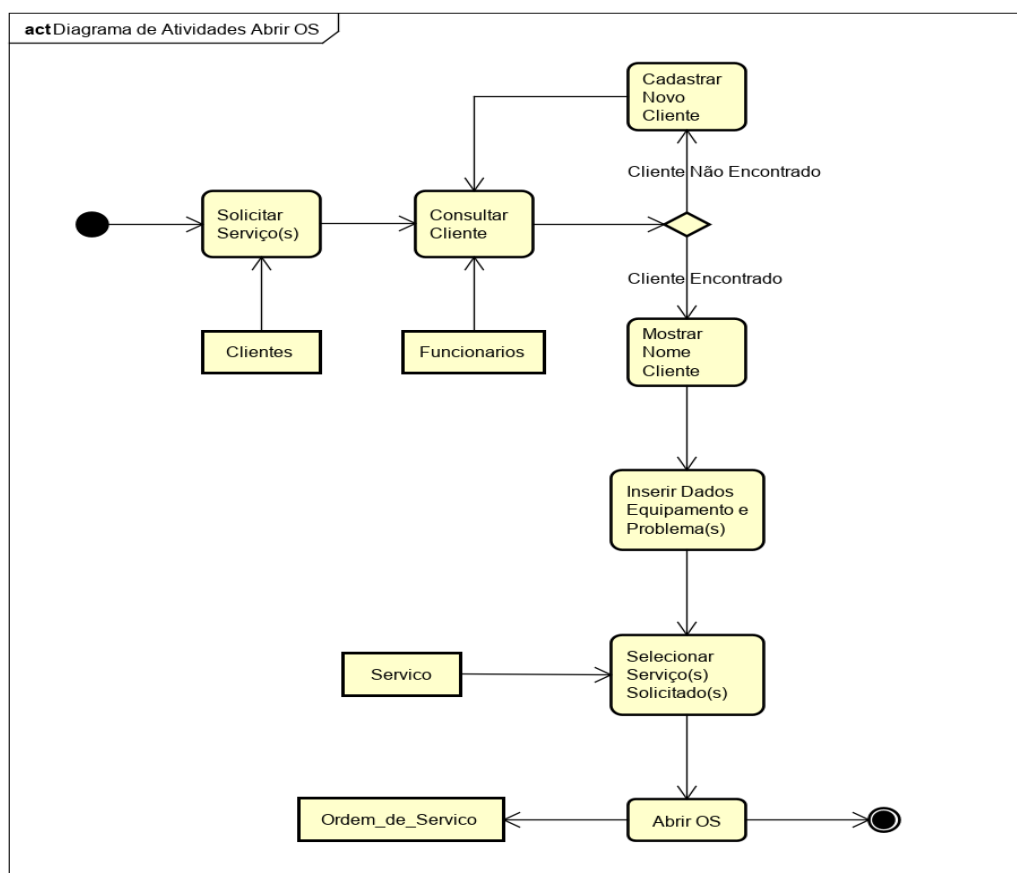 act Diagrama de Atividades Abrir OS
Cadastrar
Novo
Cliente
Cliente Não Encontrado
Solicitar
Serviço(s)
Consultar
Cliente
Cliente Encontrado
Clientes
Funcionarios
Mostrar
Nome
Cliente
Inserir Dados
Equipamento e
Problema(s)
Servico
Selecionar
Serviço(s)
Solicitado(s)
Ordem_de_Servico
Abrir OS